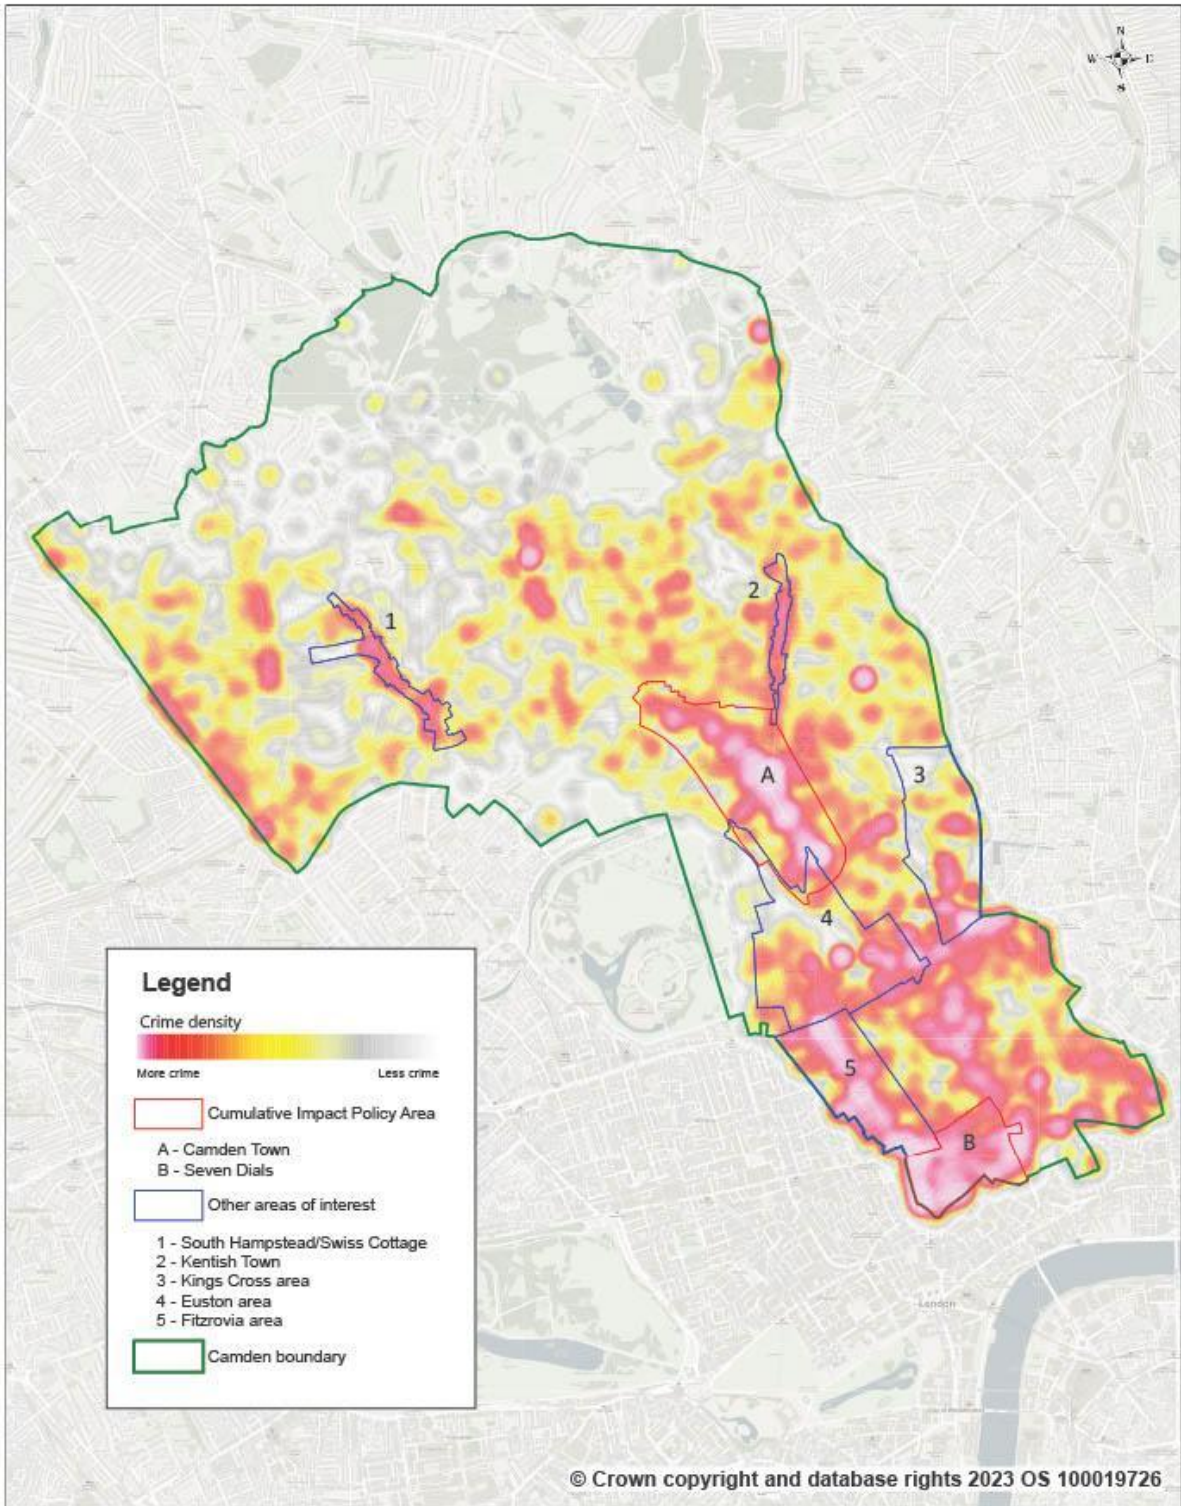 N
W E
S
1
2
A
3
4
5
B
Legend
Crime density
More crime Less crime
Cumulative Impact Policy Area
A - Camden Town
B - Seven Dials
Other areas of interest
1 - South Hampstead/Swiss Cottage
2 - Kentish Town
3 - Kings Cross area
4 - Euston area
5 - Fitzrovia area
Camden boundary
London
© Crown copyright and database rights 2023 OS 100019726